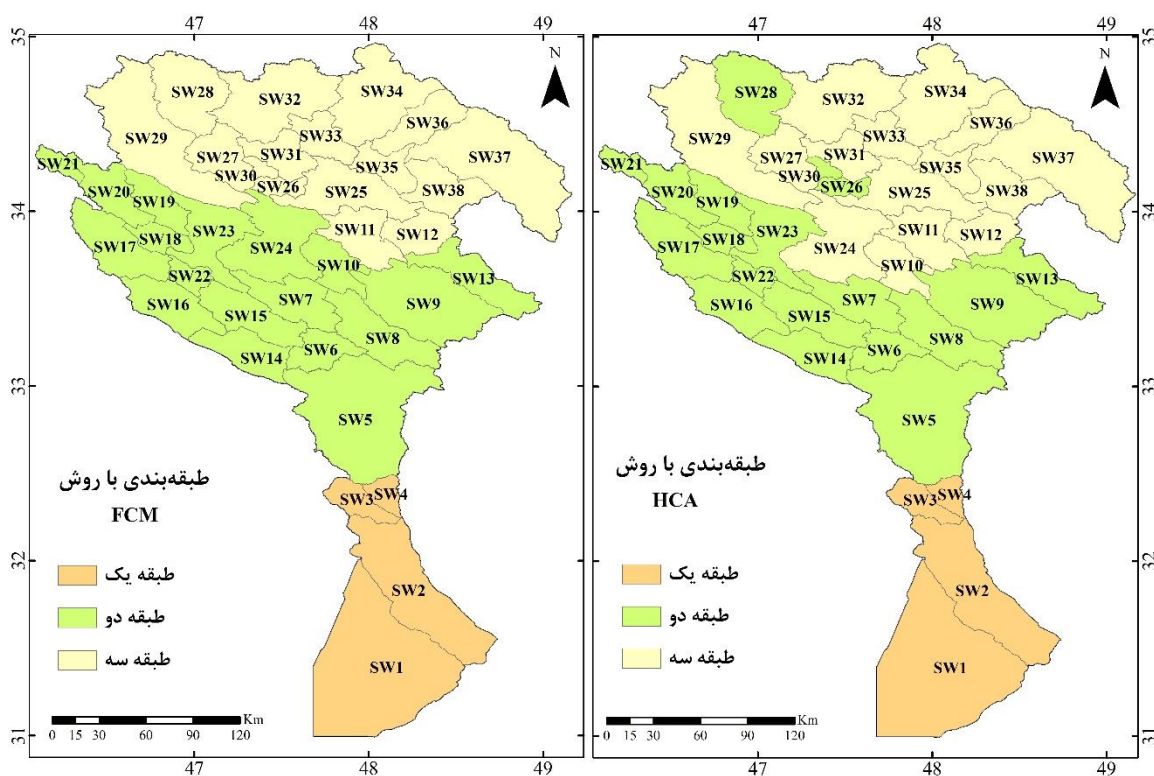 47
48
49
35
34
33
32
31
N
SW28
SW32
SW34
SW29
SW33
SW36
SW27
SW31
SW37
SW21
SW30
SW35
SW20
SW26
SW25
SW38
SW19
SW17
SW18
SW23
SW24
SW11
SW12
SW22
SW10
SW13
SW16
SW15
SW7
SW9
SW14
SW6
SW8
SW5
طبقه‌بندی با روش
FCM
SW3
SW4
طبقه یک
طبقه دو
طبقه سه
SW2
SW1
Km
0 15 30 60 90 120
47
48
49
47
48
49
35
34
33
32
31
N
SW28
SW32
SW34
SW29
SW33
SW36
SW27
SW31
SW37
SW21
SW30
SW35
SW20
SW26
SW25
SW38
SW19
SW17
SW18
SW23
SW24
SW11
SW12
SW22
SW10
SW13
SW16
SW15
SW7
SW9
SW14
SW6
SW8
SW5
طبقه‌بندی با روش
HCA
SW3
SW4
طبقه یک
طبقه دو
طبقه سه
SW2
SW1
Km
0 15 30 60 90 120
47
48
49